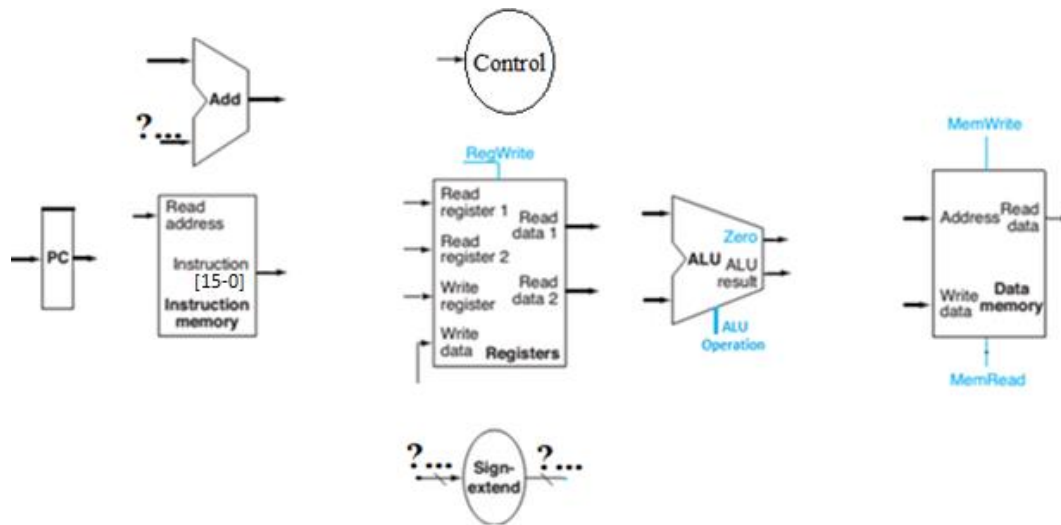 Add
?...
Control
PC
Read
address
Instruction
[15-0]
Instruction
memory
RegWrite
Read
register 1
Read
register 2
Write
register
Write
data
Read
data 1
Read
data 2
Registers
Zero
ALU
ALU
result
ALU
Operation
MemWrite
Address
Read
data
Write
data
Data
memory
MemRead
?...
Sign-
extend
?...